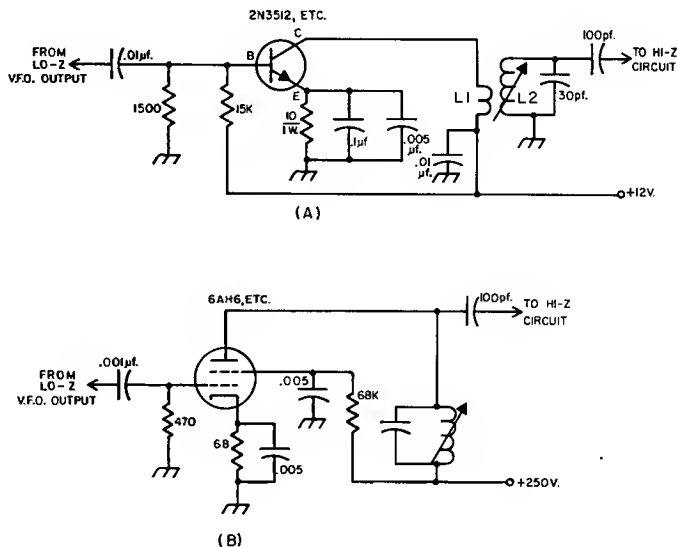 2N3512, ETC.
C
100pf.
TO HI-Z
CIRCUIT
FROM
LO-Z
V.F.O. OUTPUT
.01µf.
B
E
1500
15K
10
1W.
.1µf
.005
µf.
L1
L2
30pf.
.01
µf.
+12V.
(A)
6AH6, ETC.
100pf.
TO HI-Z
CIRCUIT
FROM
LO-Z
V.F.O. OUTPUT
.001µf.
.005
68K
470
68
.005
+250V.
(B)